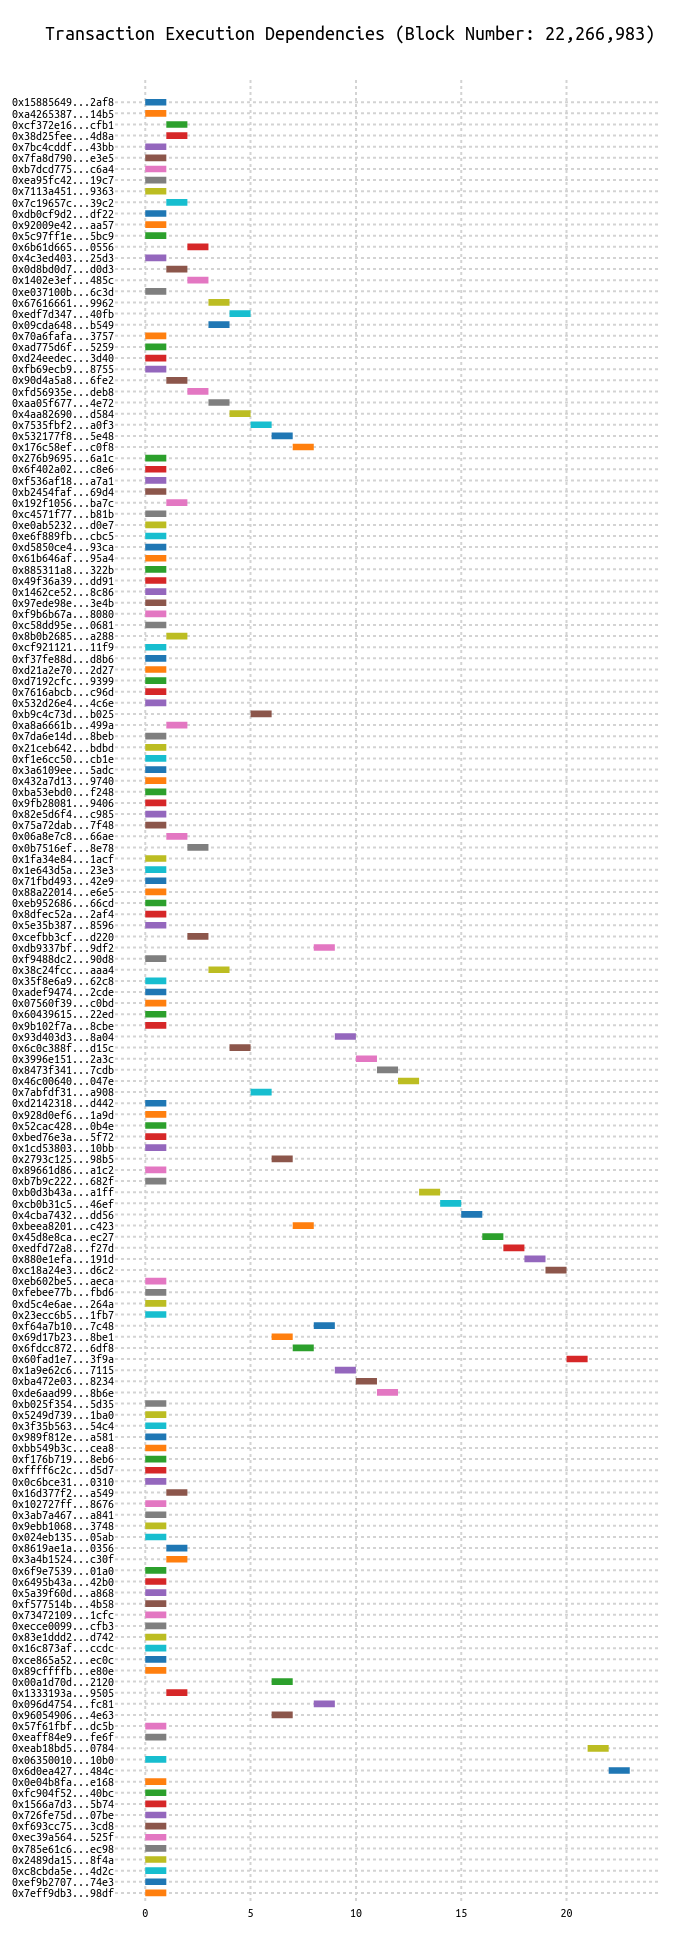 Transaction Execution Dependencies (Block Number: 22,266,983)
0x15885649...2af8
0xa4265387...14b5
0xcf372e16...cfb1
0x38d25fee...4d8a
0x7bc4cddf...43bb
0x7fa8d790...e3e5
0xb7dcd775...c6a4
0xea95fc42...19c7
0x7113a451...9363
0x7c19657c...39c2
0xdb0cf9d2...df22
0x92009e42...aa57
0x5c97ff1e...5bc9
0x6b61d665...0556
0x4c3ed403...25d3
0x0d8bd0d7...d0d3
0x1402e3ef...485c
0xe037100b...6c3d
0x67616661...9962
0xedf7d347...40fb
0x09cda648...b549
0x70a6fafa...3757
0xad775d6f...5259
0xd24eedec...3d40
0xfb69ecb9...8755
0x90d4a5a8...6fe2
0xfd56935e...deb8
0xaa05f677...4e72
0x4aa82690...d584
0x7535fbf2...a0f3
0x532177f8...5e48
0x176c58ef...c0f8
0x276b9695...6a1c
0x6f402a02...c8e6
0xf536af18...a7a1
0xb2454faf...69d4
0x192f1056...ba7c
0xc4571f77...b81b
0xe0ab5232...d0e7
0xe6f889fb...cbc5
0xd5850ce4...93ca
0x61b646af...95a4
0x885311a8...322b
0x49f36a39...dd91
0x1462ce52...8c86
0x97ede98e...3e4b
0xf9b6b67a...8080
0xc58dd95e...0681
0x8b0b2685...a288
0xcf921121...11f9
0xf37fe88d...d8b6
0xd21a2e70...2d27
0xd7192cfc...9399
0x7616abcb...c96d
0x532d26e4...4c6e
0xb9c4c73d...b025
0xa8a6661b...499a
0x7da6e14d...8beb
0x21ceb642...bdbd
0xf1e6cc50...cb1e
0x3a6109ee...5adc
0x432a7d13...9740
0xba53ebd0...f248
0x9fb28081...9406
0x82e5d6f4...c985
0x75a72dab...7f48
0x06a8e7c8...66ae
0x0b7516ef...8e78
0x1fa34e84...1acf
0x1e643d5a...23e3
0x71fbd493...42e9
0x88a22014...e6e5
0xeb952686...66cd
0x8dfec52a...2af4
0x5e35b387...8596
0xcefbb3cf...d220
0xdb9337bf...9df2
0xf9488dc2...90d8
0x38c24fcc...aaa4
0x35f8e6a9...62c8
0xadef9474...2cde
0x07560f39...c0bd
0x60439615...22ed
0x9b102f7a...8cbe
0x93d403d3...8a04
0x6c0c388f...d15c
0x3996e151...2a3c
0x8473f341...7cdb
0x46c00640...047e
0x7abfdf31...a908
0xd2142318...d442
0x928d0ef6...1a9d
0x52cac428...0b4e
0xbed76e3a...5f72
0x1cd53803...10bb
0x2793c125...98b5
0x89661d86...a1c2
0xb7b9c222...682f
0xb0d3b43a...a1ff
0xcb0b31c5...46ef
0x4cba7432...dd56
0xbeea8201...c423
0x45d8e8ca...ec27
0xedfd72a8...f27d
0x880e1efa...191d
0xc18a24e3...d6c2
0xeb602be5...aeca
0xfebee77b...fbd6
0xd5c4e6ae...264a
0x23ecc6b5...1fb7
0xf64a7b10...7c48
0x69d17b23...8be1
0x6fdcc872...6df8
0x60fad1e7...3f9a
0x1a9e62c6...7115
0xba472e03...8234
0xde6aad99...8b6e
0xb025f354...5d35
0x5249d739...1ba0
0x3f35b563...54c4
0x989f812e...a581
0xbb549b3c...cea8
0xf176b719...8eb6
0xffff6c2c...d5d7
0x0c6bce31...0310
0x16d377f2...a549
0x102727ff...8676
0x3ab7a467...a841
0x9ebb1068...3748
0x024eb135...05ab
0x8619ae1a...0356
0x3a4b1524...c30f
0x6f9e7539...01a0
0x6495b43a...42b0
0x5a39f60d...a868
0xf577514b...4b58
0x73472109...1cfc
0xecce0099...cfb3
0x83e1ddd2...d742
0x16c873af...ccdc
0xce865a52...ec0c
0x89cffffb...e80e
0x00a1d70d...2120
0x1333193a...9505
0x096d4754...fc81
0x96054906...4e63
0x57f61fbf...dc5b
0xeaff84e9...fe6f
0xeab18bd5...0784
0x06350010...10b0
0x6d0ea427...484c
0x0e04b8fa...e168
0xfc904f52...40bc
0x1566a7d3...5b74
0x726fe75d...07be
0xf693cc75...3cd8
0xec39a564...525f
0x785e61c6...ec98
0x2489da15...8f4a
0xc8cbda5e...4d2c
0xef9b2707...74e3
0x7eff9db3...98df
0 5 10 15 20